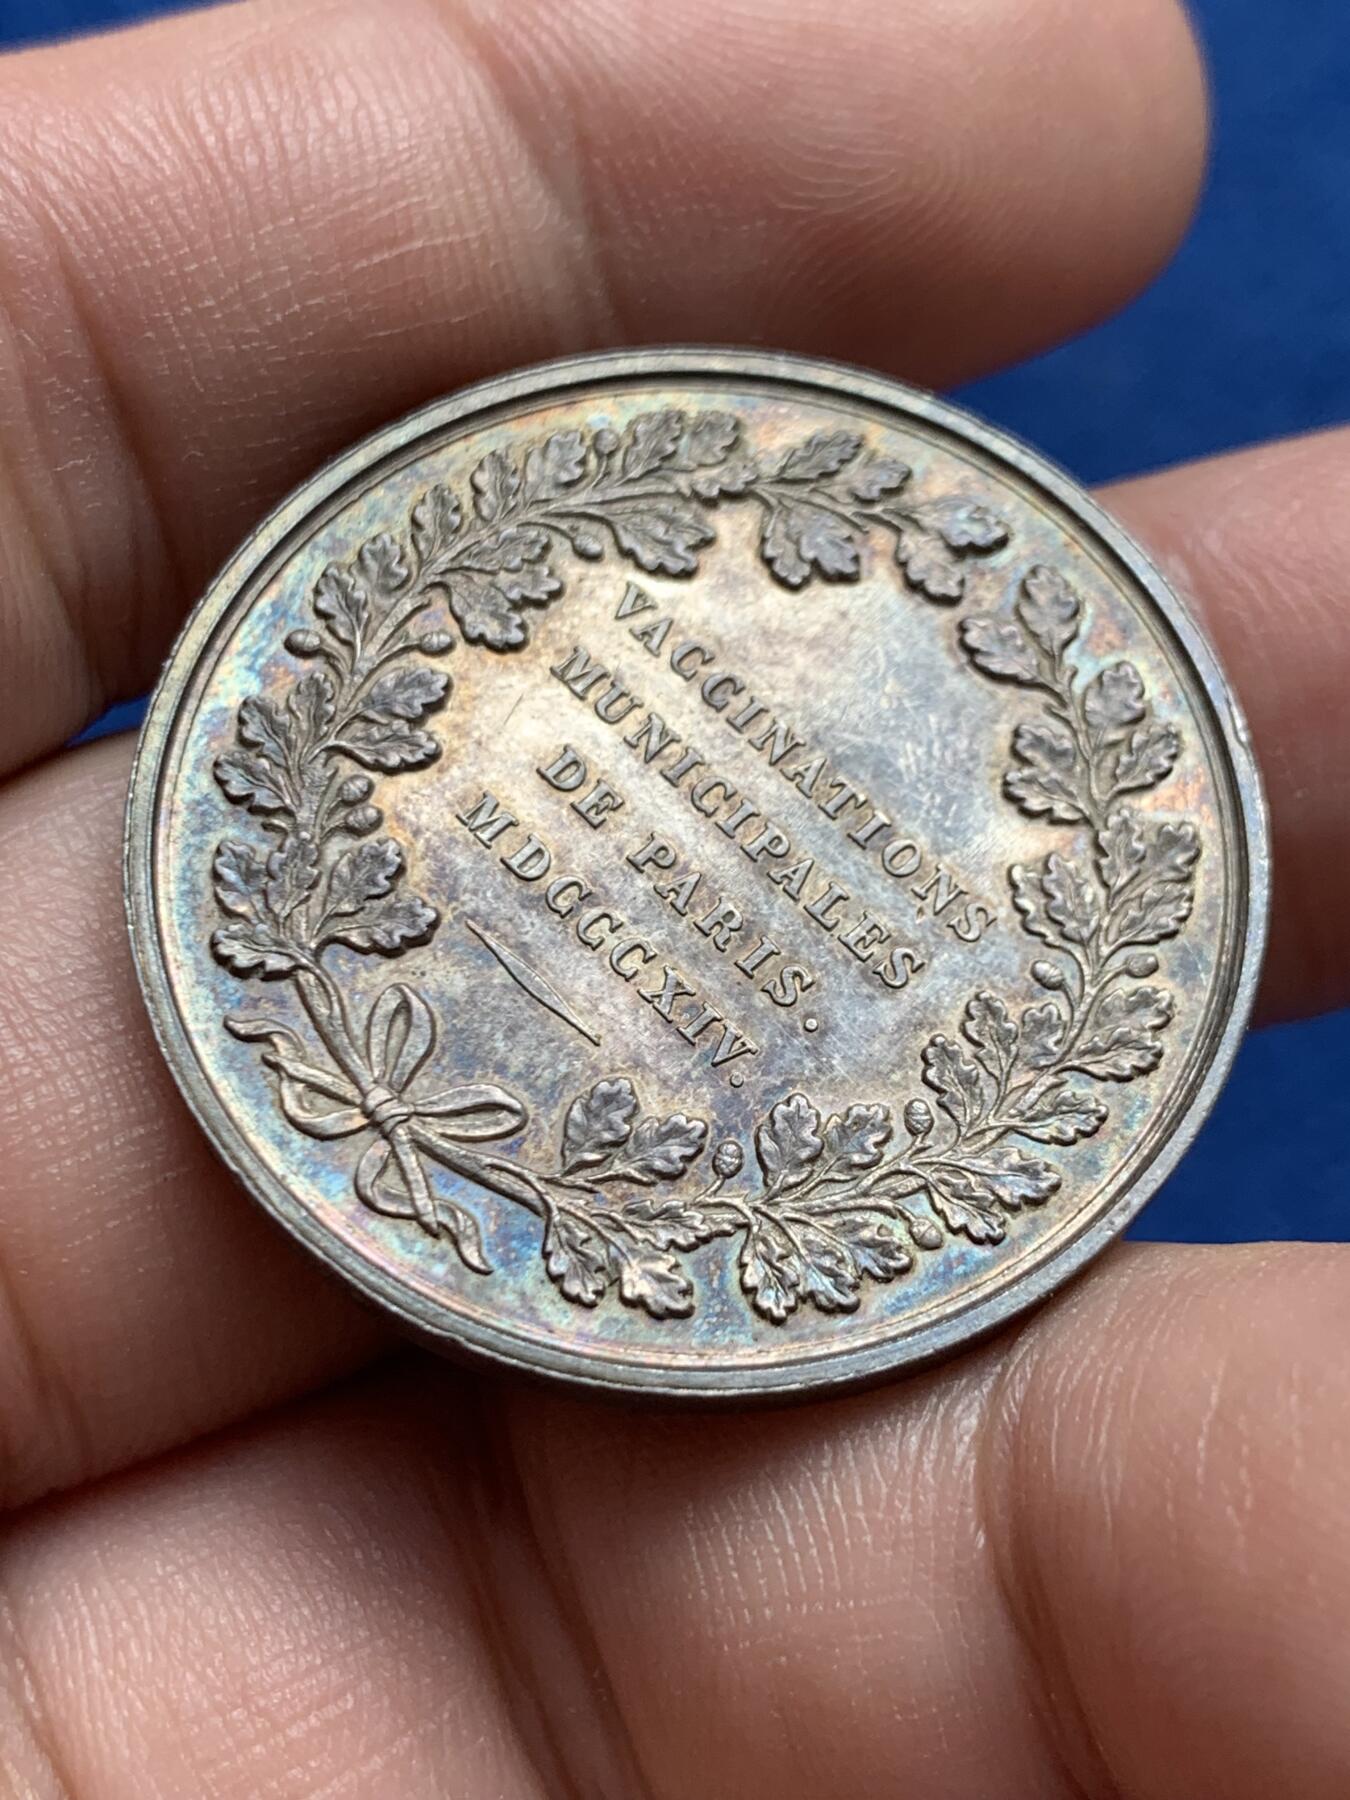 VACCINATIONS
MUNICIPALES
DE PARIS.
MDCCCXIV.